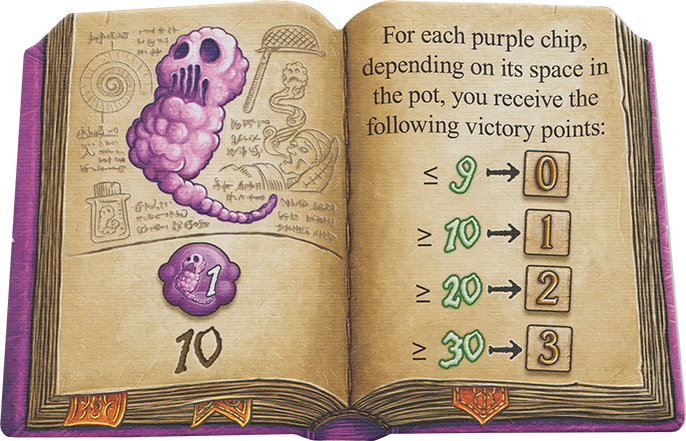 For each purple chip,
depending on its space in
the pot, you receive the
following victory points:
≤ 9 → 0
≥ 10 → 1
≥ 20 → 2
≥ 30 → 3
1
10